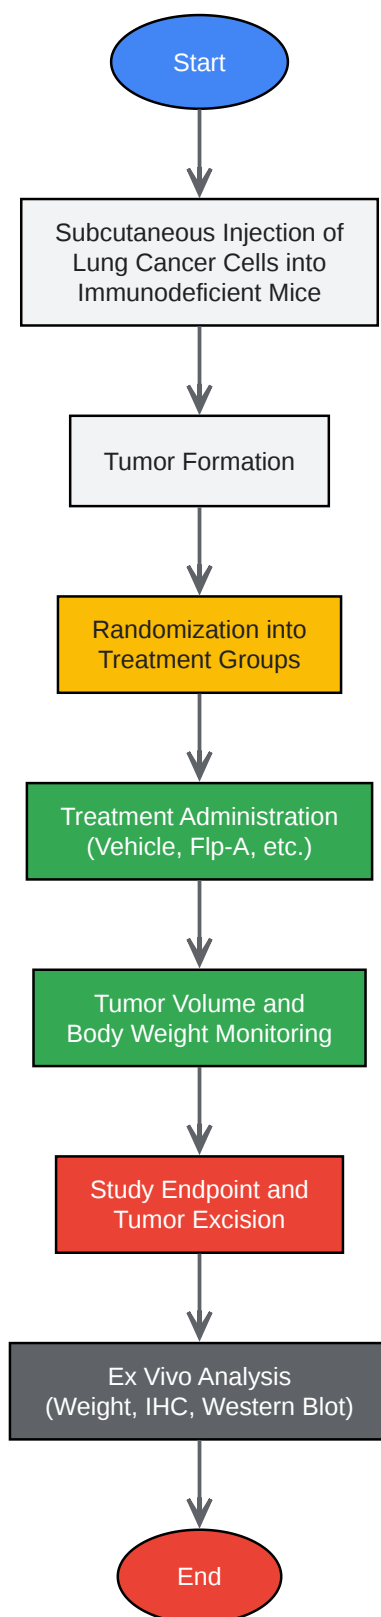 Start
Subcutaneous Injection of
Lung Cancer Cells into
Immunodeficient Mice
Tumor Formation
Randomization into
Treatment Groups
Treatment Administration
(Vehicle, Flp-A, etc.)
Tumor Volume and
Body Weight Monitoring
Study Endpoint and
Tumor Excision
Ex Vivo Analysis
(Weight, IHC, Western Blot)
End